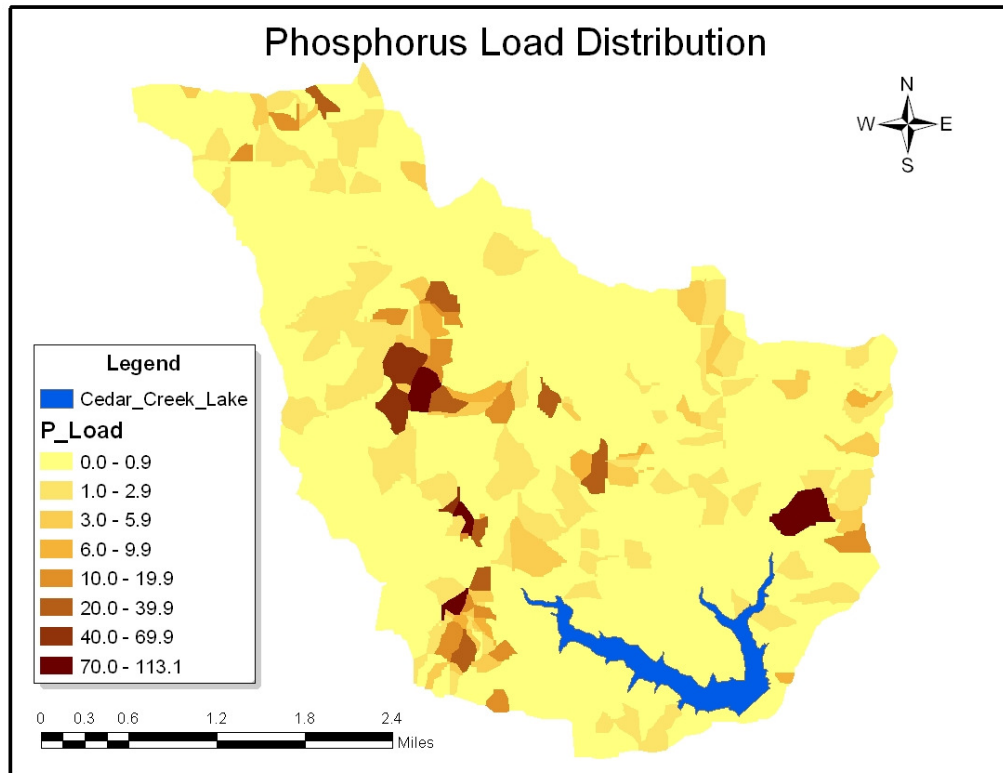 Phosphorus Load Distribution
N
W E
S
Legend
Cedar_Creek_Lake
P_Load
0.0 - 0.9
1.0 - 2.9
3.0 - 5.9
6.0 - 9.9
10.0 - 19.9
20.0 - 39.9
40.0 - 69.9
70.0 - 113.1
0 0.3 0.6 1.2 1.8 2.4
Miles